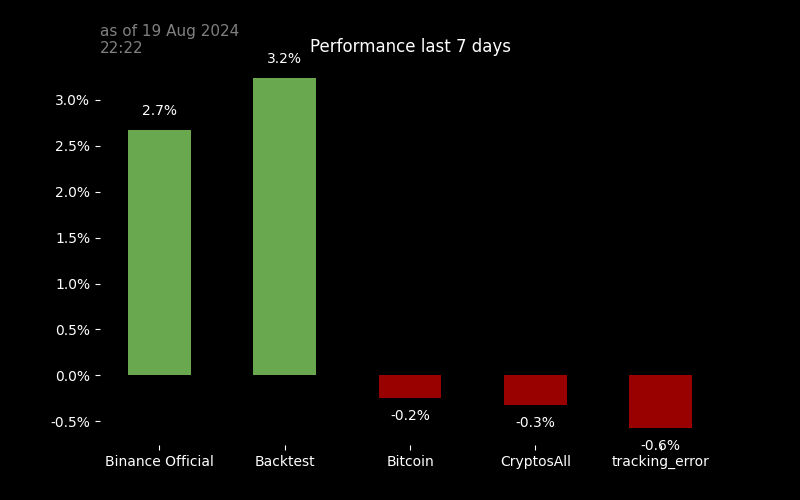 as of 19 Aug 2024
22:22
Performance last 7 days
3.2%
2.7%
3.0%
2.5%
2.0%
1.5%
1.0%
0.5%
0.0%
-0.5%
-0.2%
-0.3%
-0.6%
Binance Official
Backtest
Bitcoin
CryptosAll
tracking_error